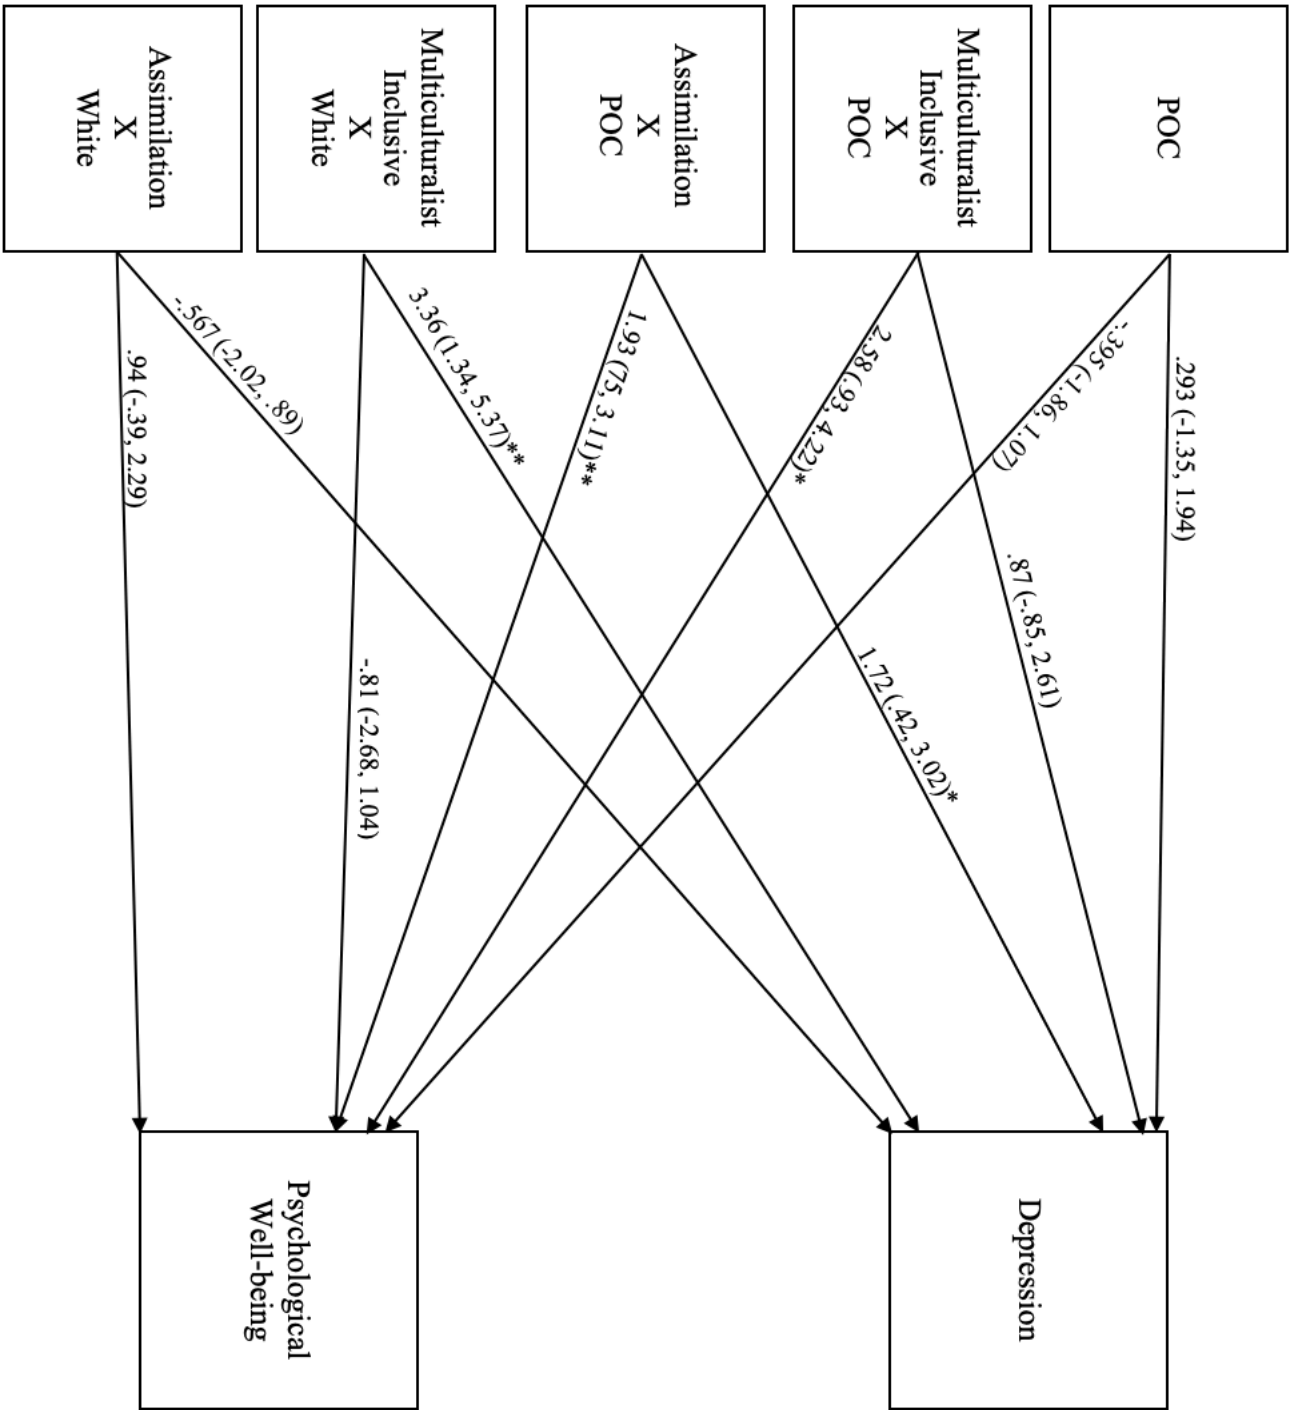 POC
Multiculturalist
Inclusive
X
POC
Assimilation
X
POC
Multiculturalist
Inclusive
X
White
Assimilation
X
White
.293 (-1.35, 1.94)
-.395 (-1.86, 1.07)
.87 (-.85, 2.61)
2.58 (.93, 4.22)*
1.72 (.42, 3.02)*
1.93 (75, 3.11)**
3.36 (1.34, 5.37)**
-.81 (-2.68, 1.04)
-.567 (-2.02, .89)
.94 (-.39, 2.29)
Depression
Psychological
Well-being